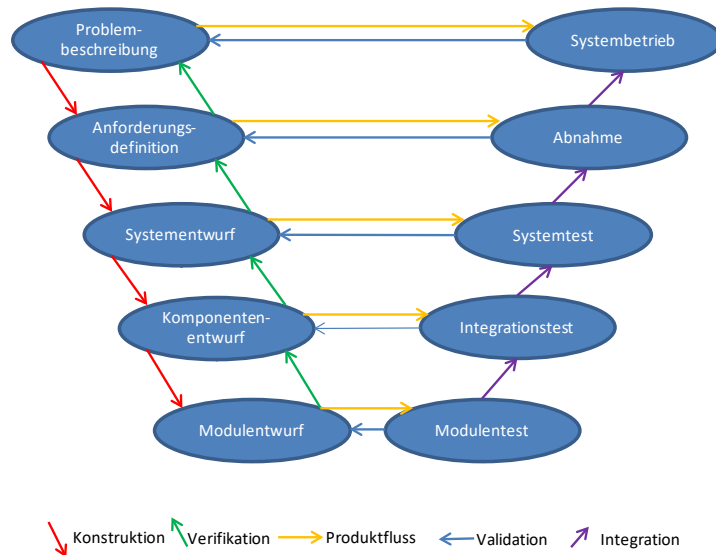 Problem-
beschreibung
Systembetrieb
Anforderungs-
definition
Abnahme
Systementwurf
Systemtest
Komponenten-
entwurf
Integrationstest
Modulentwurf
Modulentest
Konstruktion
Verifikation
Produktfluss
Validation
Integration